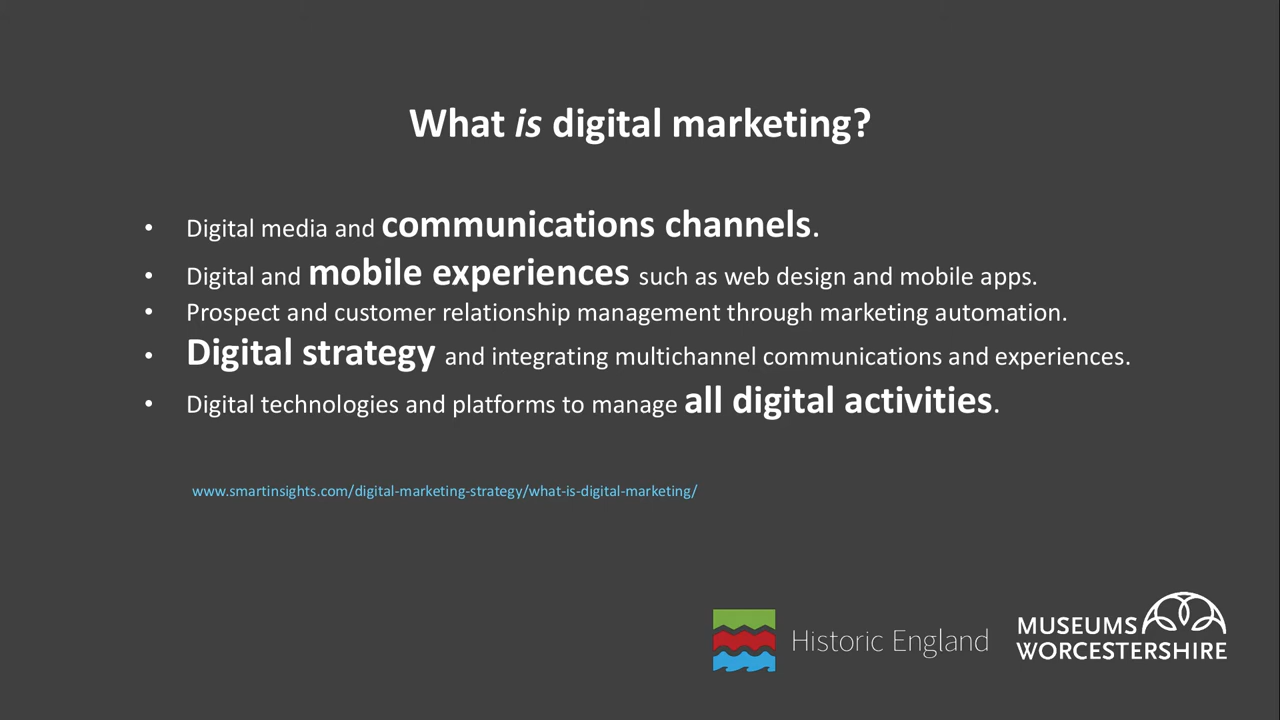 What is digital marketing?
• Digital media and communications channels.
• Digital and mobile experiences such as web design and mobile apps.
• Prospect and customer relationship management through marketing automation.
• Digital strategy and integrating multichannel communications and experiences.
• Digital technologies and platforms to manage all digital activities.
www.smartinsights.com/digital-marketing-strategy/what-is-digital-marketing/
Historic England
MUSEUMS
WORCESTERSHIRE